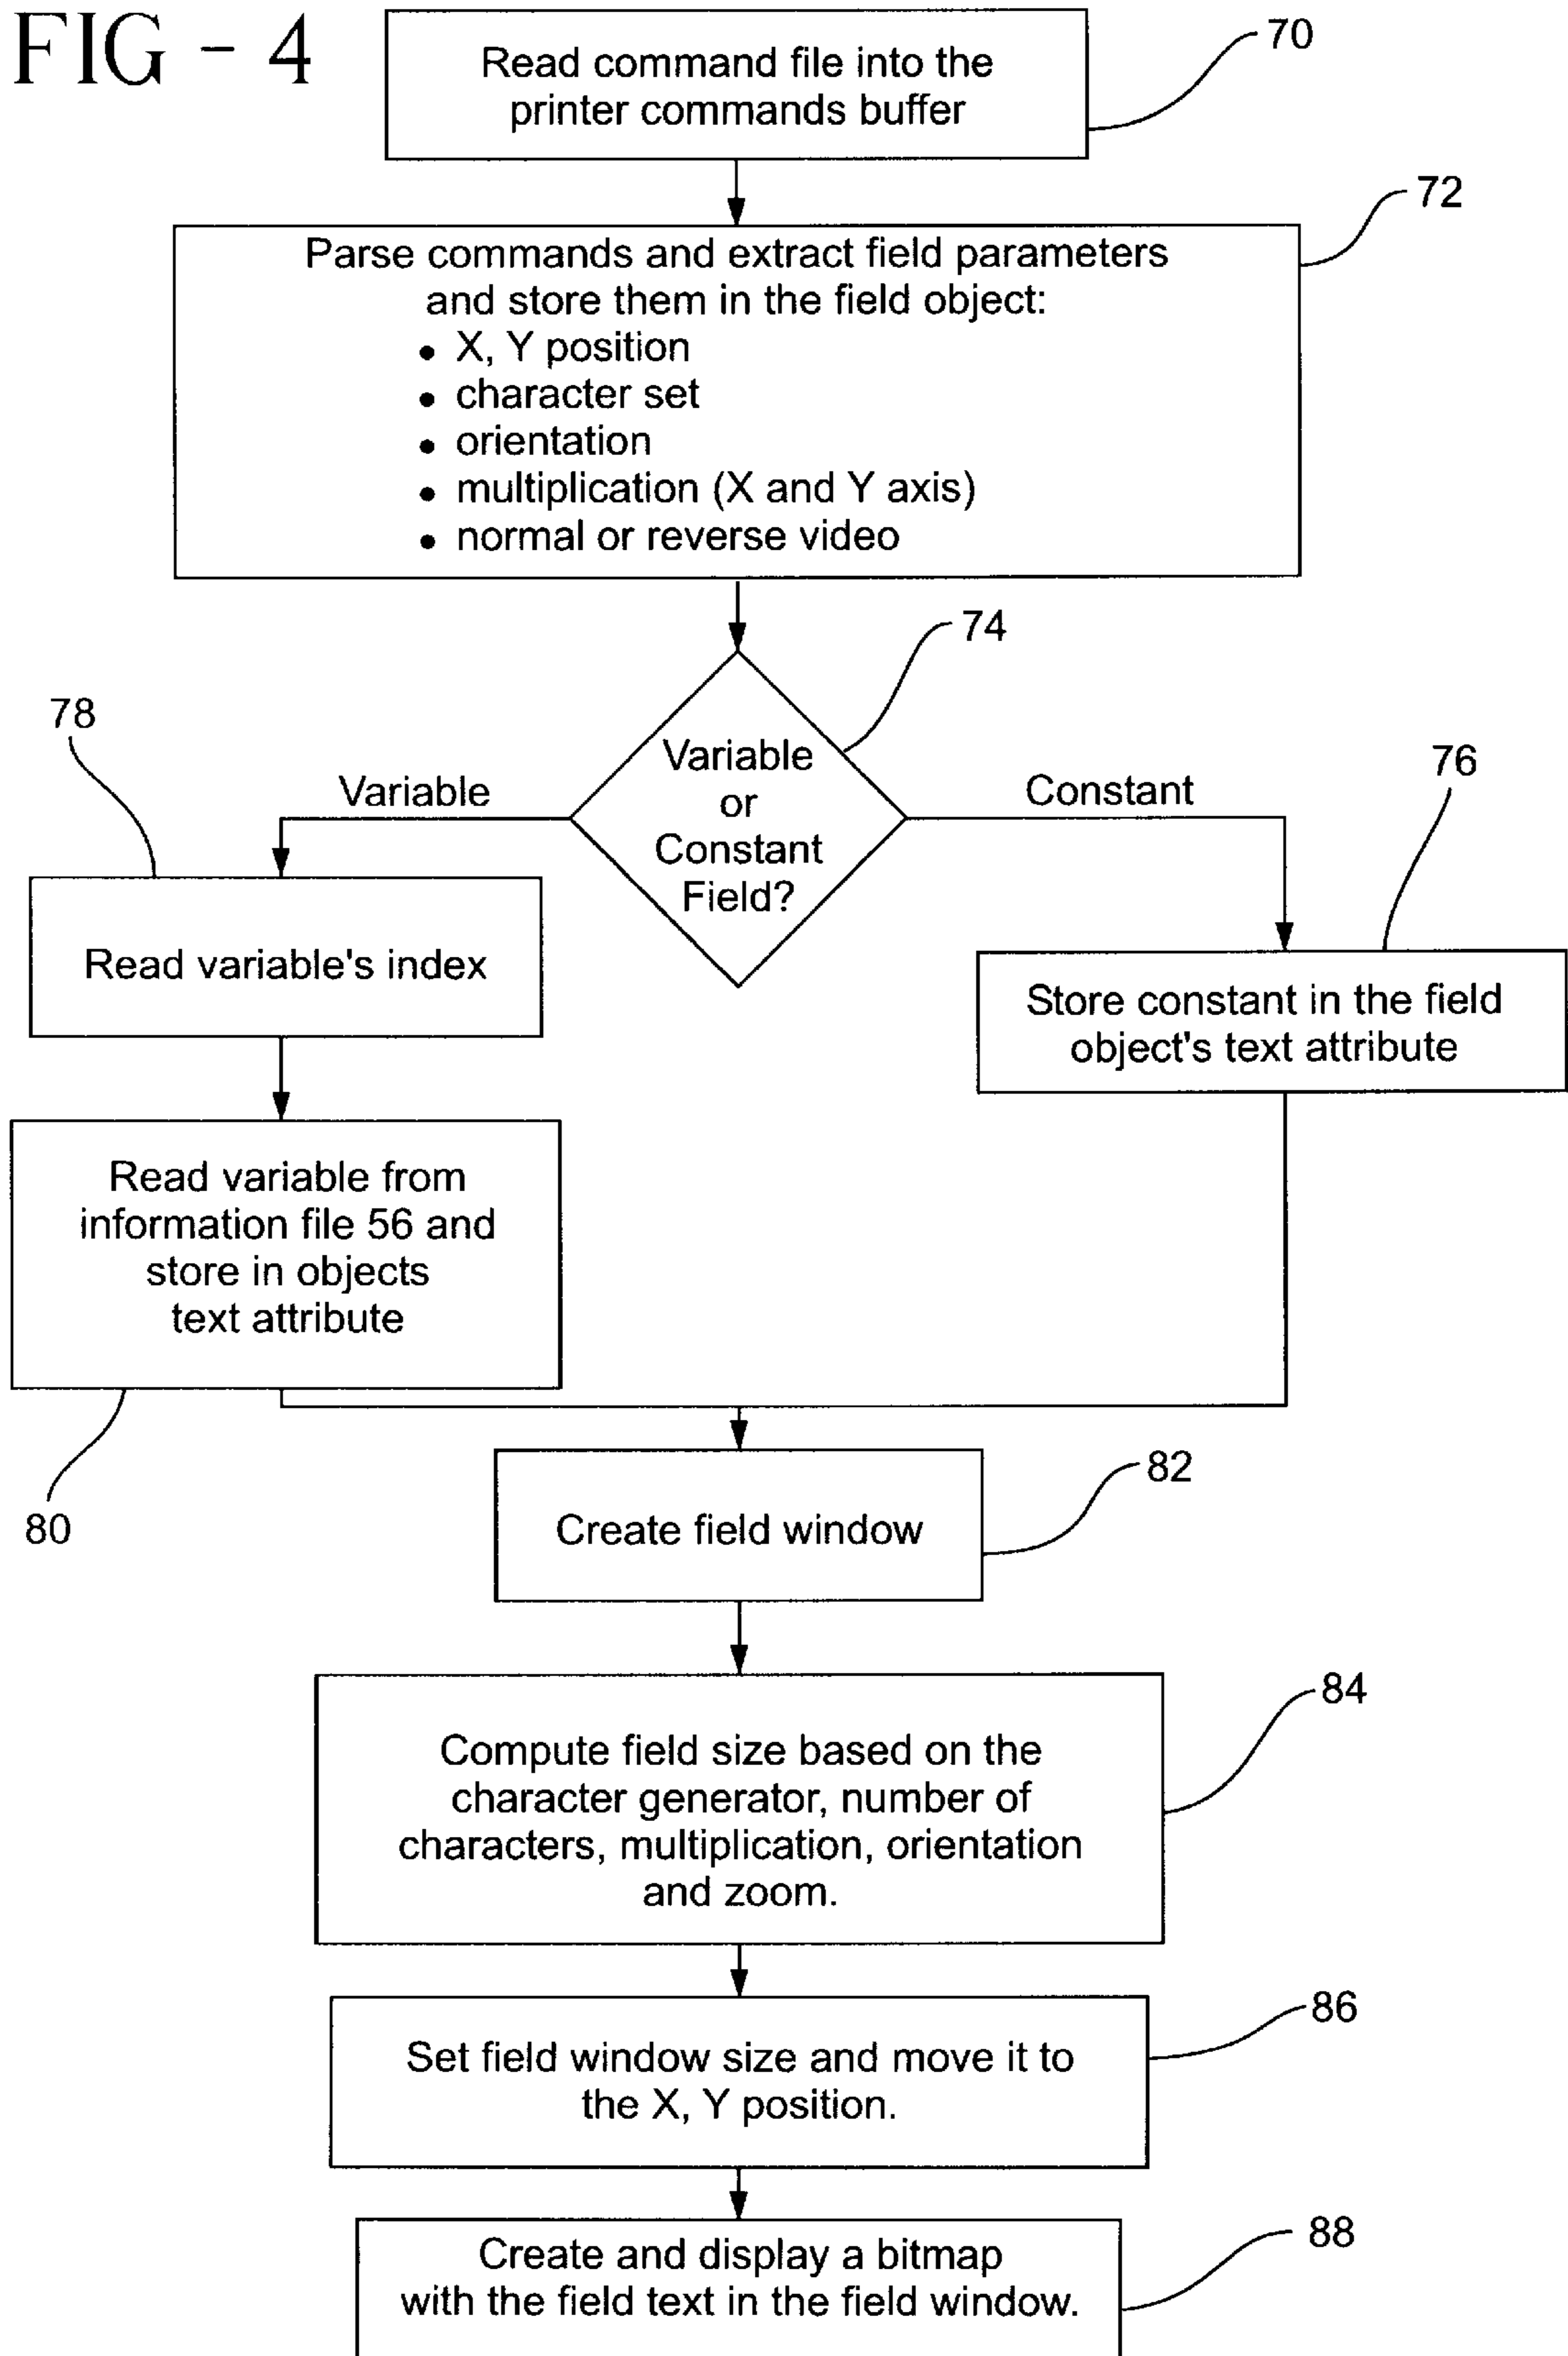 FIG - 4
Read command file into the
printer commands buffer
70
72
Parse commands and extract field parameters
and store them in the field object:
• X, Y position
• character set
• orientation
• multiplication (X and Y axis)
• normal or reverse video
74
78
Variable
or
Constant
Field?
Variable
Constant
76
Read variable's index
Store constant in the field
object's text attribute
Read variable from
information file 56 and
store in objects
text attribute
80
82
Create field window
84
Compute field size based on the
character generator, number of
characters, multiplication, orientation
and zoom.
86
Set field window size and move it to
the X, Y position.
88
Create and display a bitmap
with the field text in the field window.